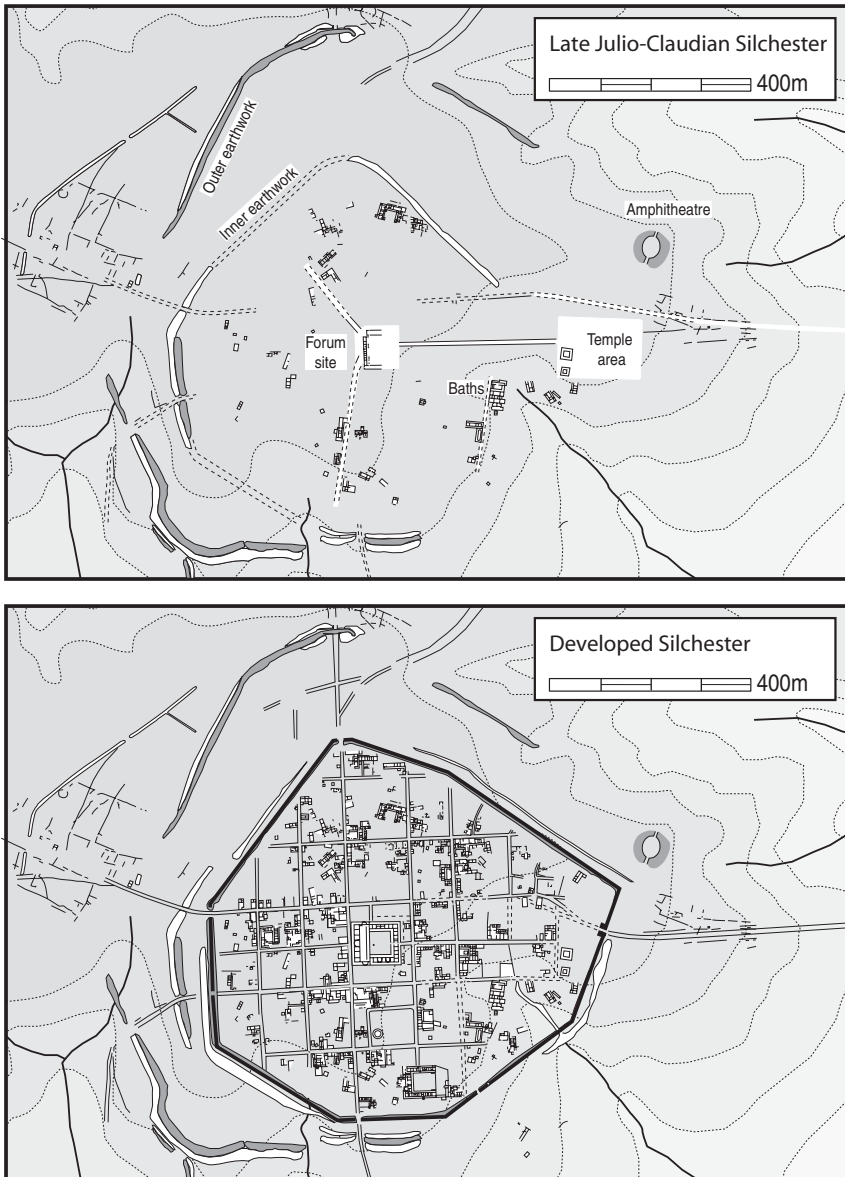 Late Julio-Claudian Silchester
400m
Outer earthwork
Inner earthwork
Amphitheatre
Forum
site
Temple
area
Baths
Developed Silchester
400m